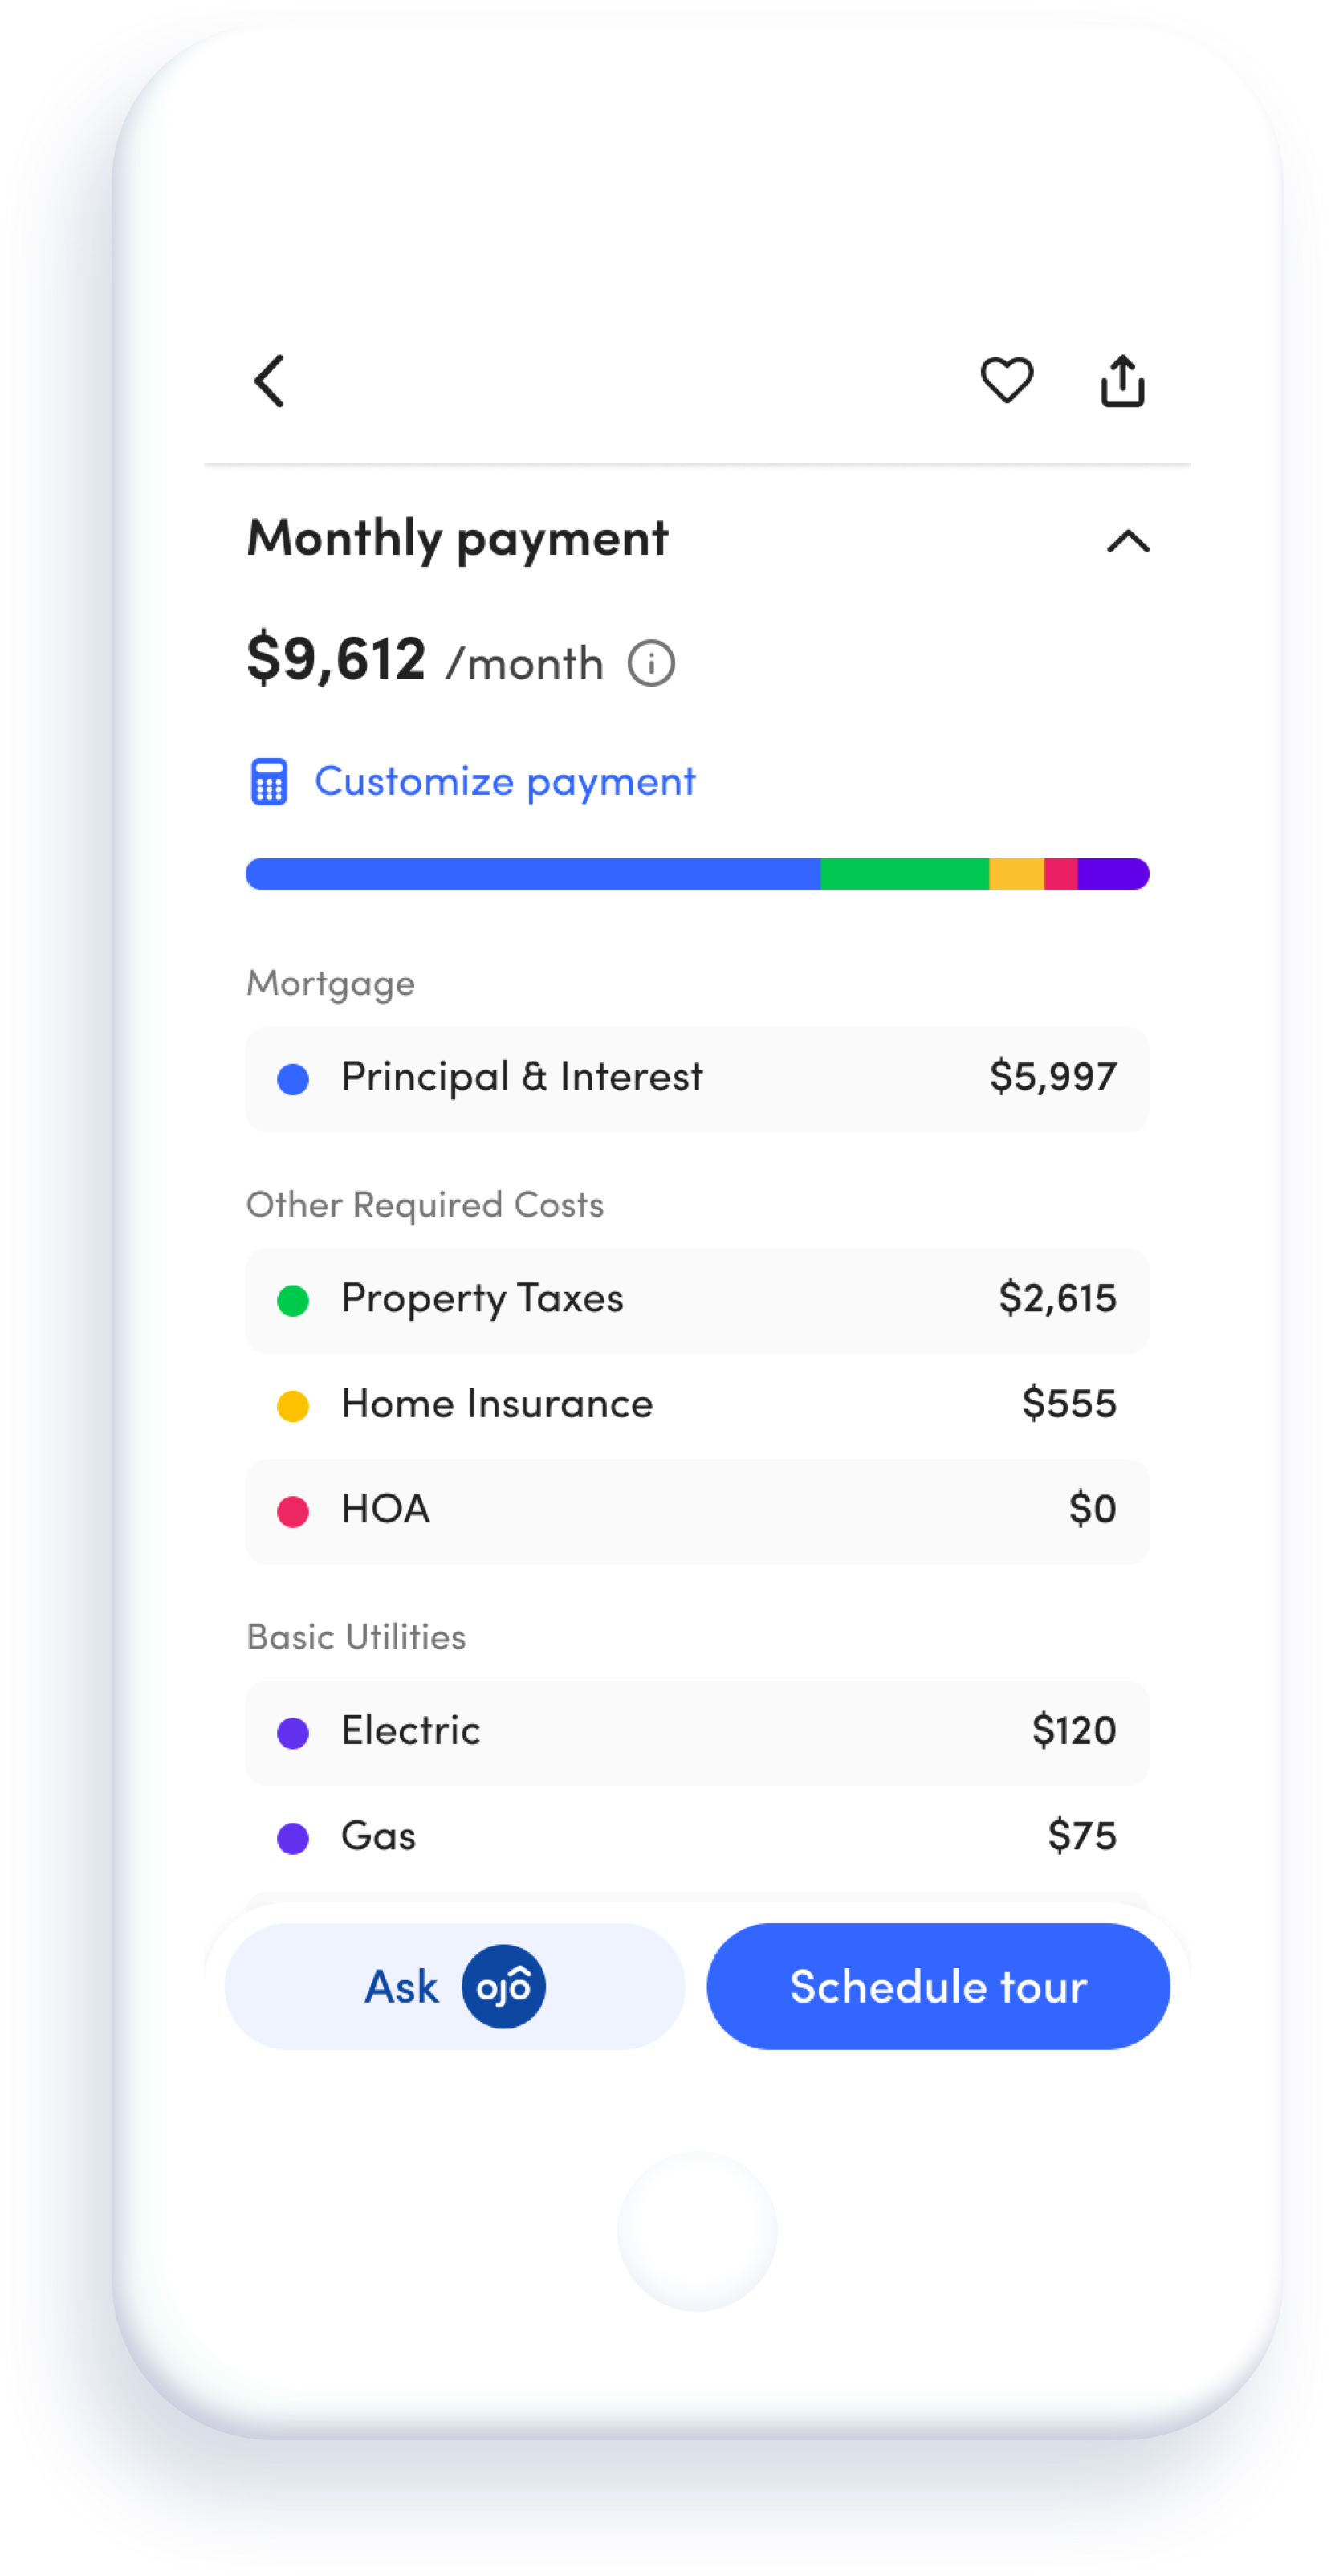 Monthly payment
$9,612 /month
Customize payment
Mortgage
Principal & Interest $5,997
Other Required Costs
Property Taxes $2,615
Home Insurance $555
HOA $0
Basic Utilities
Electric $120
Gas $75
Ask ojô Schedule tour